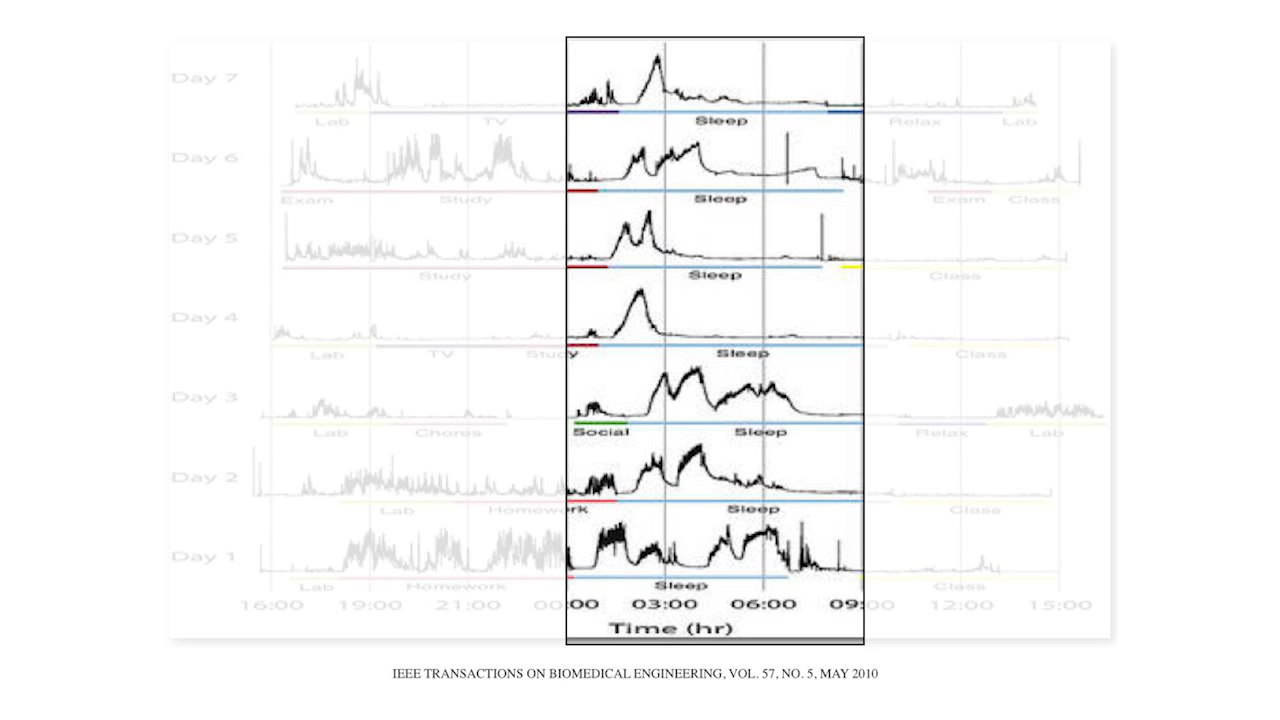 Day 7
Lab TV Sleep Relax Lab
Day 6
Exam Study Sleep Exam Class
Day 5
Study Sleep Class
Day 4
Lab TV Study Sleep Class
Day 3
Lab Chores Social Sleep Relax Lab
Day 2
Lab Homework Sleep Class
Day 1
Lab Homework Sleep Class
16:00 19:00 21:00 00:00 03:00 06:00 09:00 12:00 15:00
Time (hr)
IEEE TRANSACTIONS ON BIOMEDICAL ENGINEERING, VOL. 57, NO. 5, MAY 2010